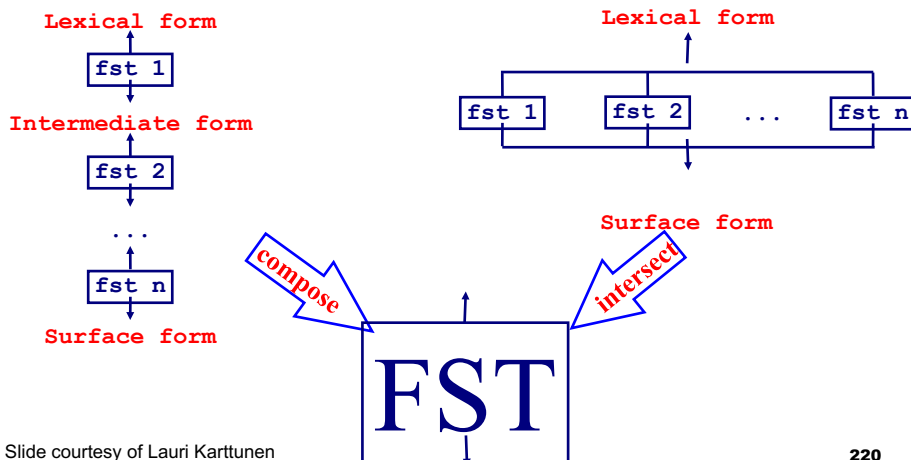 Lexical form
fst 1
Intermediate form
fst 2
...
fst n
Surface form
Lexical form
fst 1
fst 2
...
fst n
Surface form
compose
intersect
FST
Slide courtesy of Lauri Karttunen
220